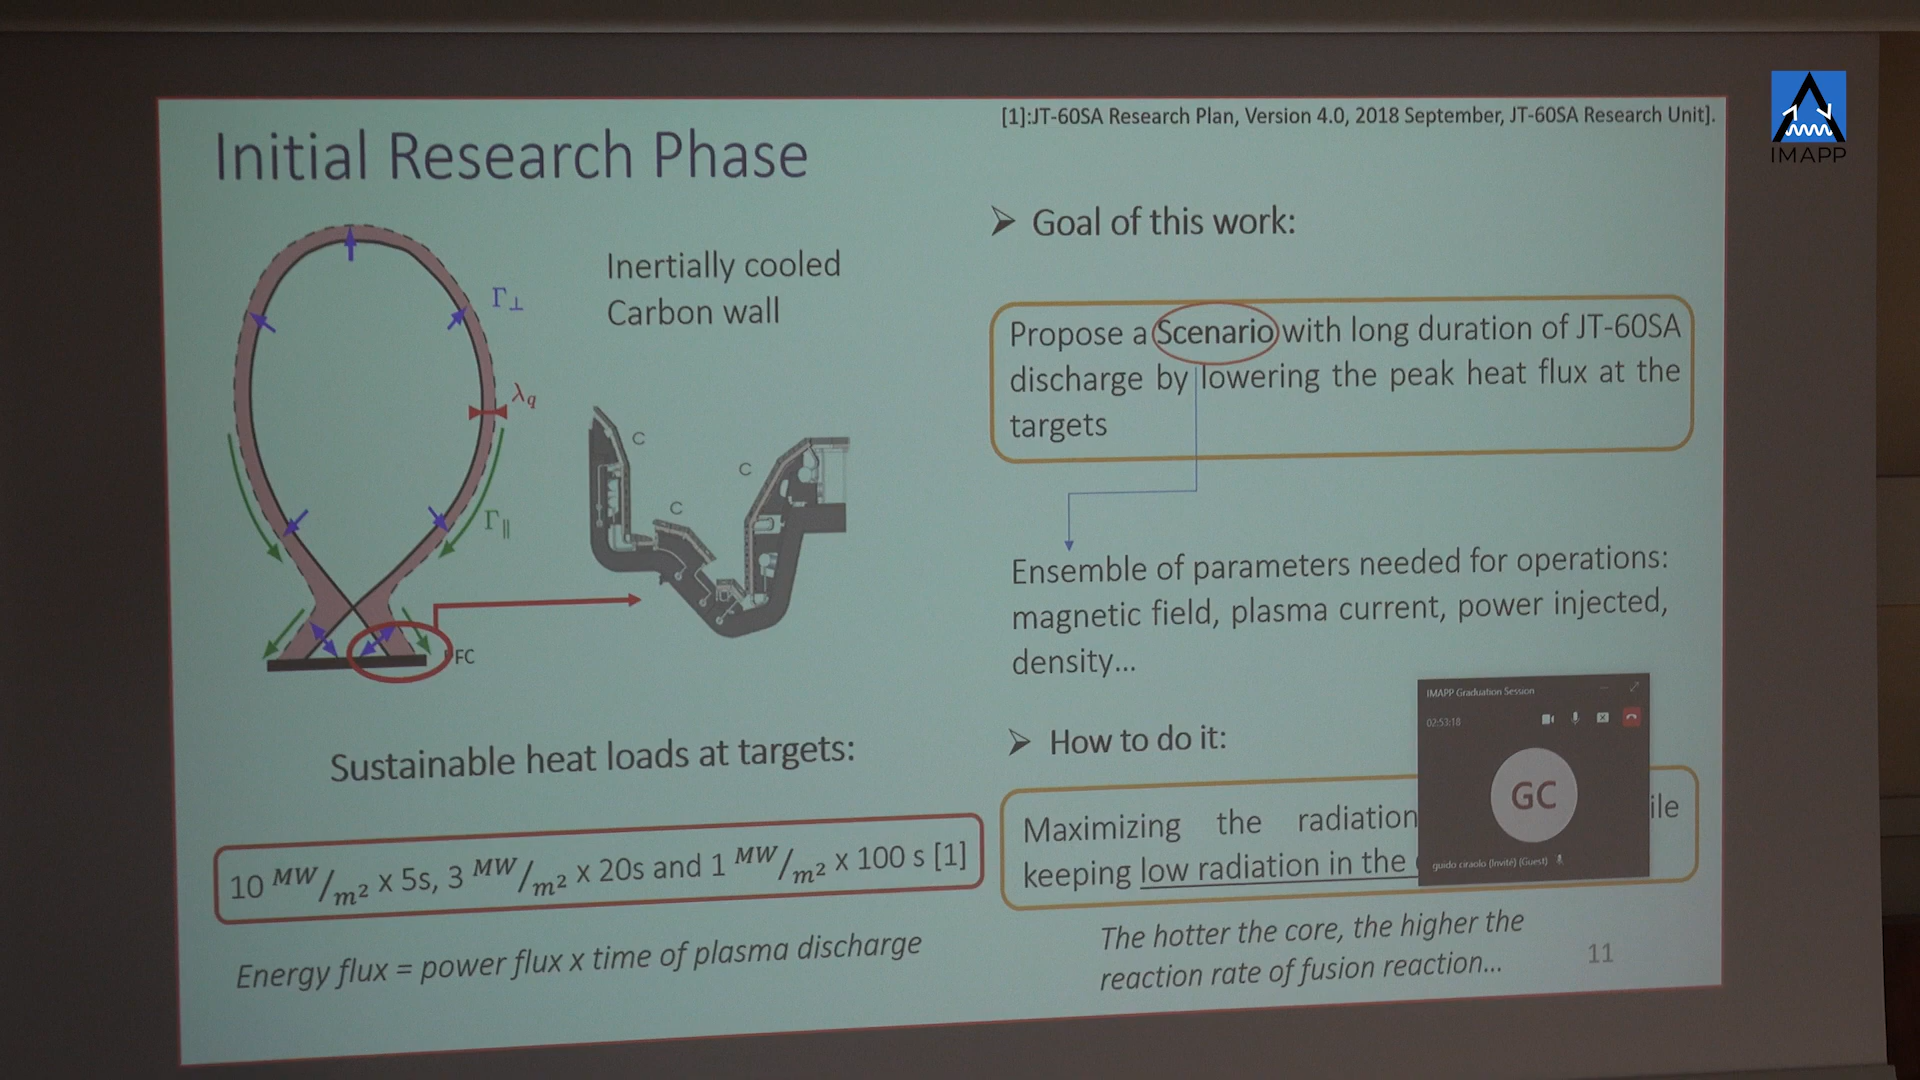 [1]:JT-60SA Research Plan, Version 4.0, 2018 September, JT-60SA Research Unit].
IMAPP
Initial Research Phase
Inertially cooled
Carbon wall
Γ⊥
λq
Γ∥
C
C
C
FC
Sustainable heat loads at targets:
10 MW/m² x 5s, 3 MW/m² x 20s and 1 MW/m² x 100 s [1]
Energy flux = power flux x time of plasma discharge
➢ Goal of this work:
Propose a Scenario with long duration of JT-60SA
discharge by lowering the peak heat flux at the
targets
Ensemble of parameters needed for operations:
magnetic field, plasma current, power injected,
density...
➢ How to do it:
Maximizing the radiation
keeping low radiation in the
The hotter the core, the higher the
reaction rate of fusion reaction...
11
IMAPP Graduation Session
02:53:18
GC
guido ciraolo (Invité) (Guest)